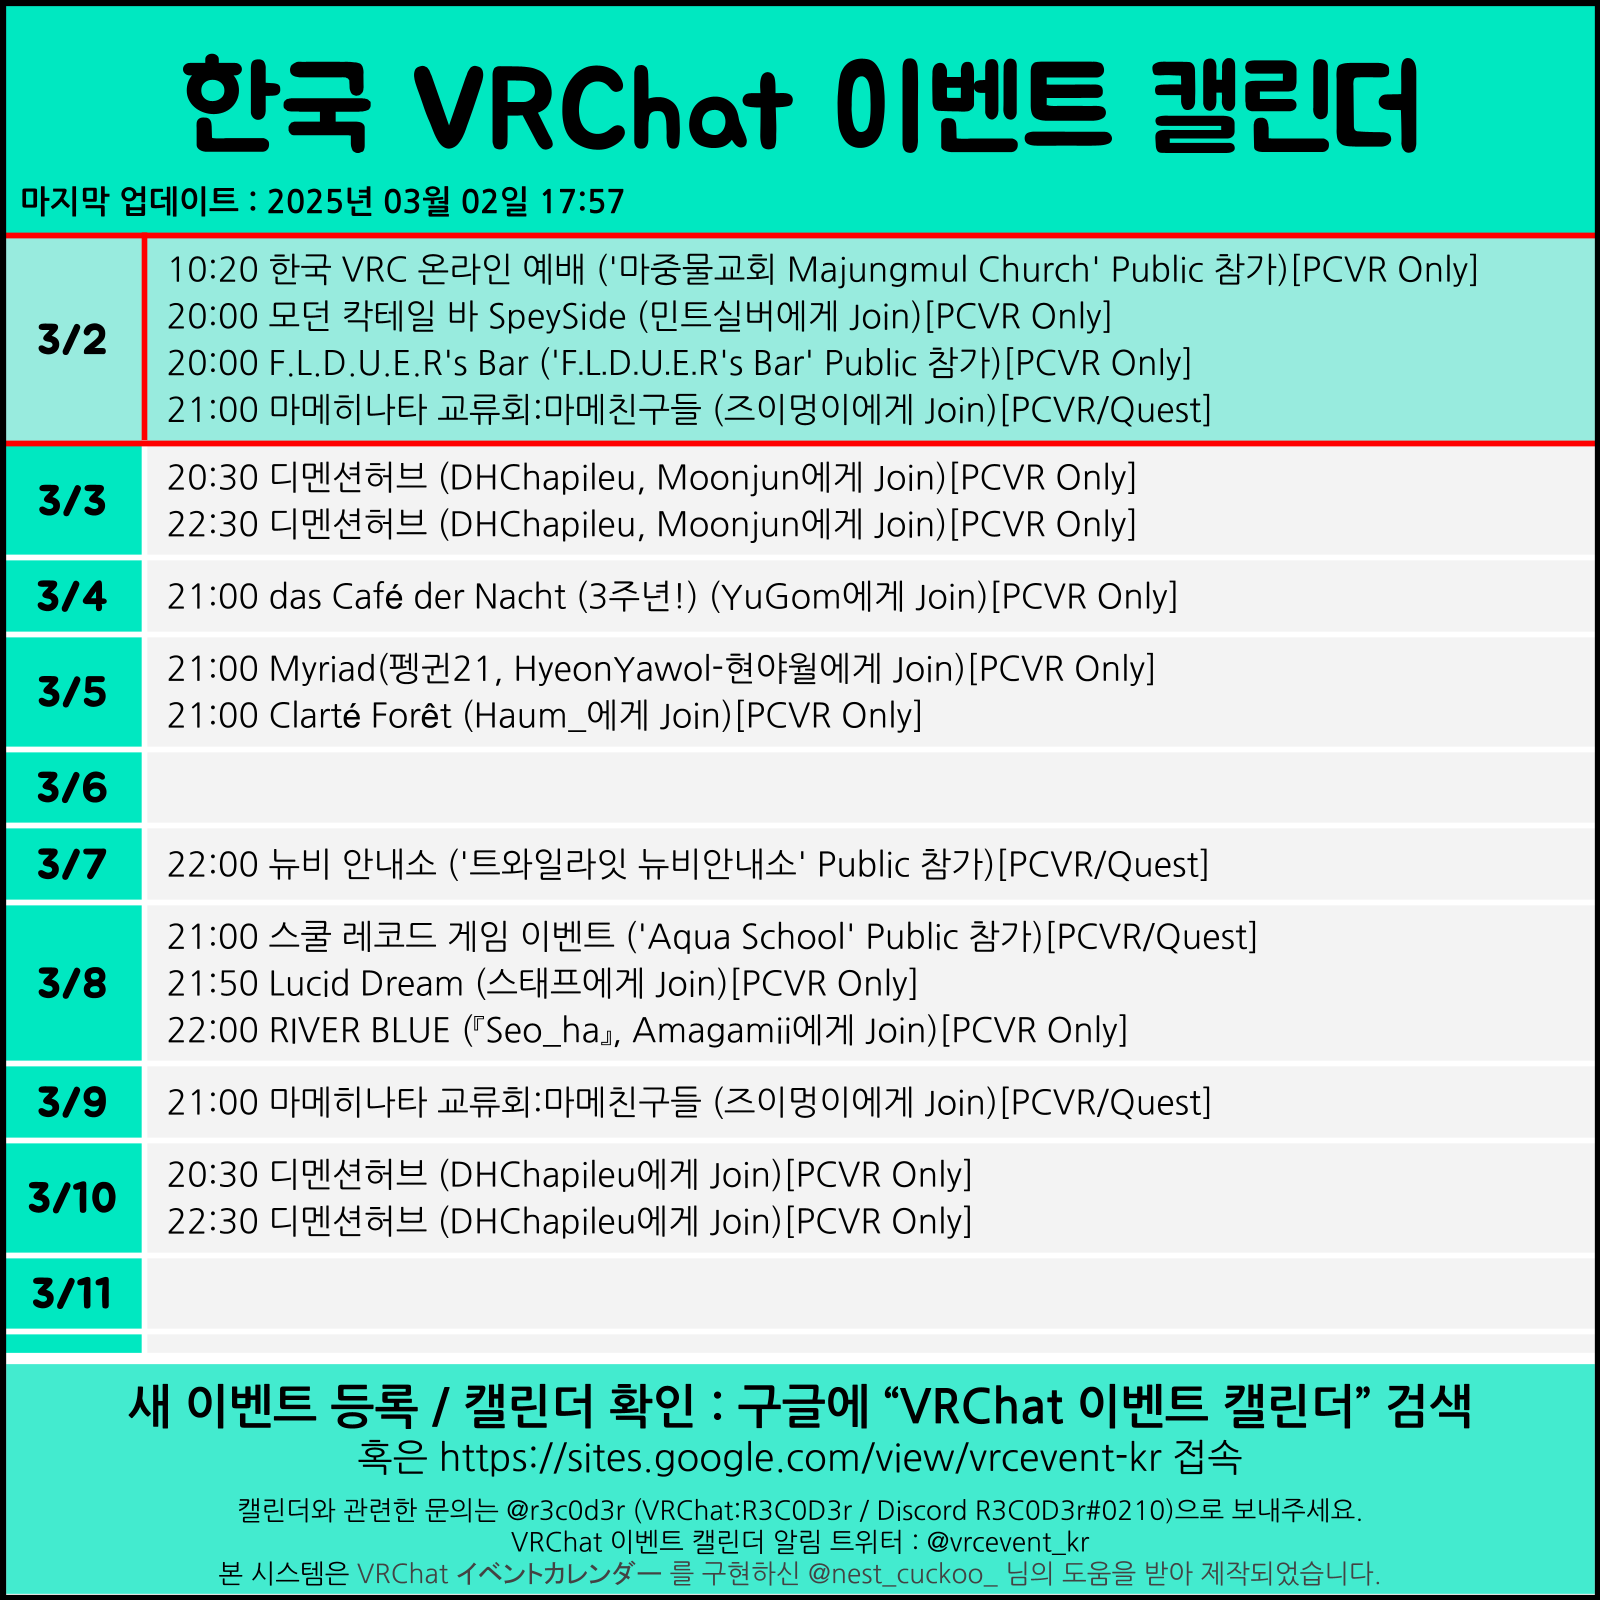 한국 VRChat 이벤트 캘린더
마지막 업데이트 : 2025년 03월 02일 17:57
3/2
10:20 한국 VRC 온라인 예배 ('마중물교회 Majungmul Church' Public 참가)[PCVR Only]
20:00 모던 칵테일 바 SpeySide (민트실버에게 Join)[PCVR Only]
20:00 F.L.D.U.E.R's Bar ('F.L.D.U.E.R's Bar' Public 참가)[PCVR Only]
21:00 마메히나타 교류회:마메친구들 (즈이멍이에게 Join)[PCVR/Quest]
3/3
20:30 디멘션허브 (DHChapileu, Moonjun에게 Join)[PCVR Only]
22:30 디멘션허브 (DHChapileu, Moonjun에게 Join)[PCVR Only]
3/4
21:00 das Café der Nacht (3주년!) (YuGom에게 Join)[PCVR Only]
3/5
21:00 Myriad(펭귄21, HyeonYawol-현야월에게 Join)[PCVR Only]
21:00 Clarté Forêt (Haum_에게 Join)[PCVR Only]
3/6
3/7
22:00 뉴비 안내소 ('트와일라잇 뉴비안내소' Public 참가)[PCVR/Quest]
3/8
21:00 스쿨 레코드 게임 이벤트 ('Aqua School' Public 참가)[PCVR/Quest]
21:50 Lucid Dream (스태프에게 Join)[PCVR Only]
22:00 RIVER BLUE (『Seo_ha』, Amagamii에게 Join)[PCVR Only]
3/9
21:00 마메히나타 교류회:마메친구들 (즈이멍이에게 Join)[PCVR/Quest]
3/10
20:30 디멘션허브 (DHChapileu에게 Join)[PCVR Only]
22:30 디멘션허브 (DHChapileu에게 Join)[PCVR Only]
3/11
새 이벤트 등록 / 캘린더 확인 : 구글에 “VRChat 이벤트 캘린더” 검색
혹은 https://sites.google.com/view/vrcevent-kr 접속
캘린더와 관련한 문의는 @r3c0d3r (VRChat:R3C0D3r / Discord R3C0D3r#0210)으로 보내주세요.
VRChat 이벤트 캘린더 알림 트위터 : @vrcevent_kr
본 시스템은 VRChat イベントカレンダー 를 구현하신 @nest_cuckoo_ 님의 도움을 받아 제작되었습니다.